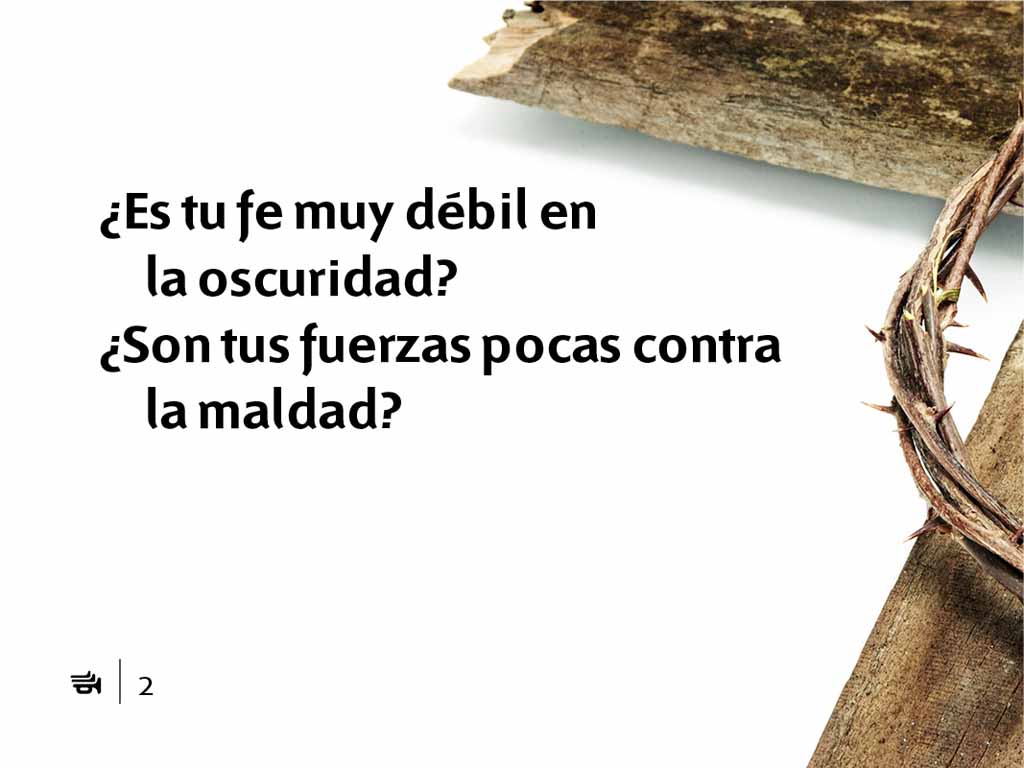 ¿Es tu fe muy débil en
la oscuridad?
¿Son tus fuerzas pocas contra
la maldad?
2